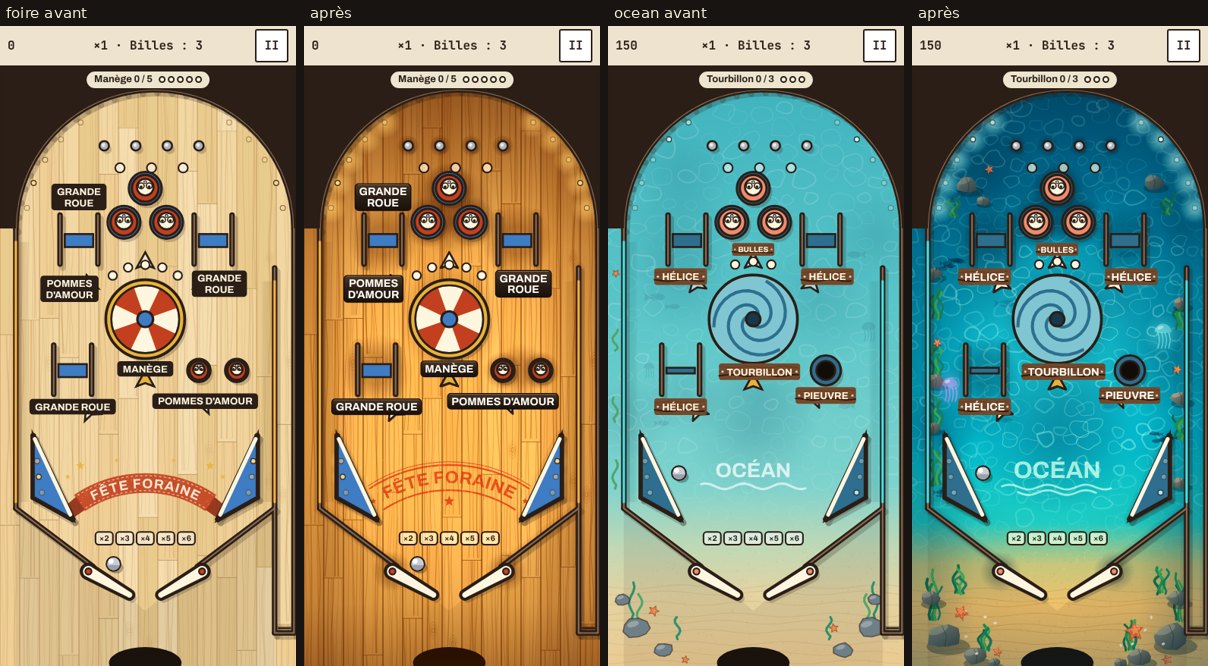 foire avant
0 ×1 · Billes : 3 II
Manège 0 / 5
GRANDE
ROUE
POMMES
D'AMOUR
GRANDE
ROUE
MANÈGE
GRANDE ROUE
POMMES D'AMOUR
FÊTE FORAINE
×2 ×3 ×4 ×5 ×6
après
0 ×1 · Billes : 3 II
Manège 0 / 5
GRANDE
ROUE
POMMES
D'AMOUR
GRANDE
ROUE
MANÈGE
GRANDE ROUE
POMMES D'AMOUR
FÊTE FORAINE
×2 ×3 ×4 ×5 ×6
ocean avant
150 ×1 · Billes : 3 II
Tourbillon 0 / 3
BULLES
HÉLICE
HÉLICE
TOURBILLON
PIEUVRE
HÉLICE
OCÉAN
×2 ×3 ×4 ×5 ×6
après
150 ×1 · Billes : 3 II
Tourbillon 0 / 3
BULLES
HÉLICE
HÉLICE
TOURBILLON
PIEUVRE
HÉLICE
OCÉAN
×2 ×3 ×4 ×5 ×6